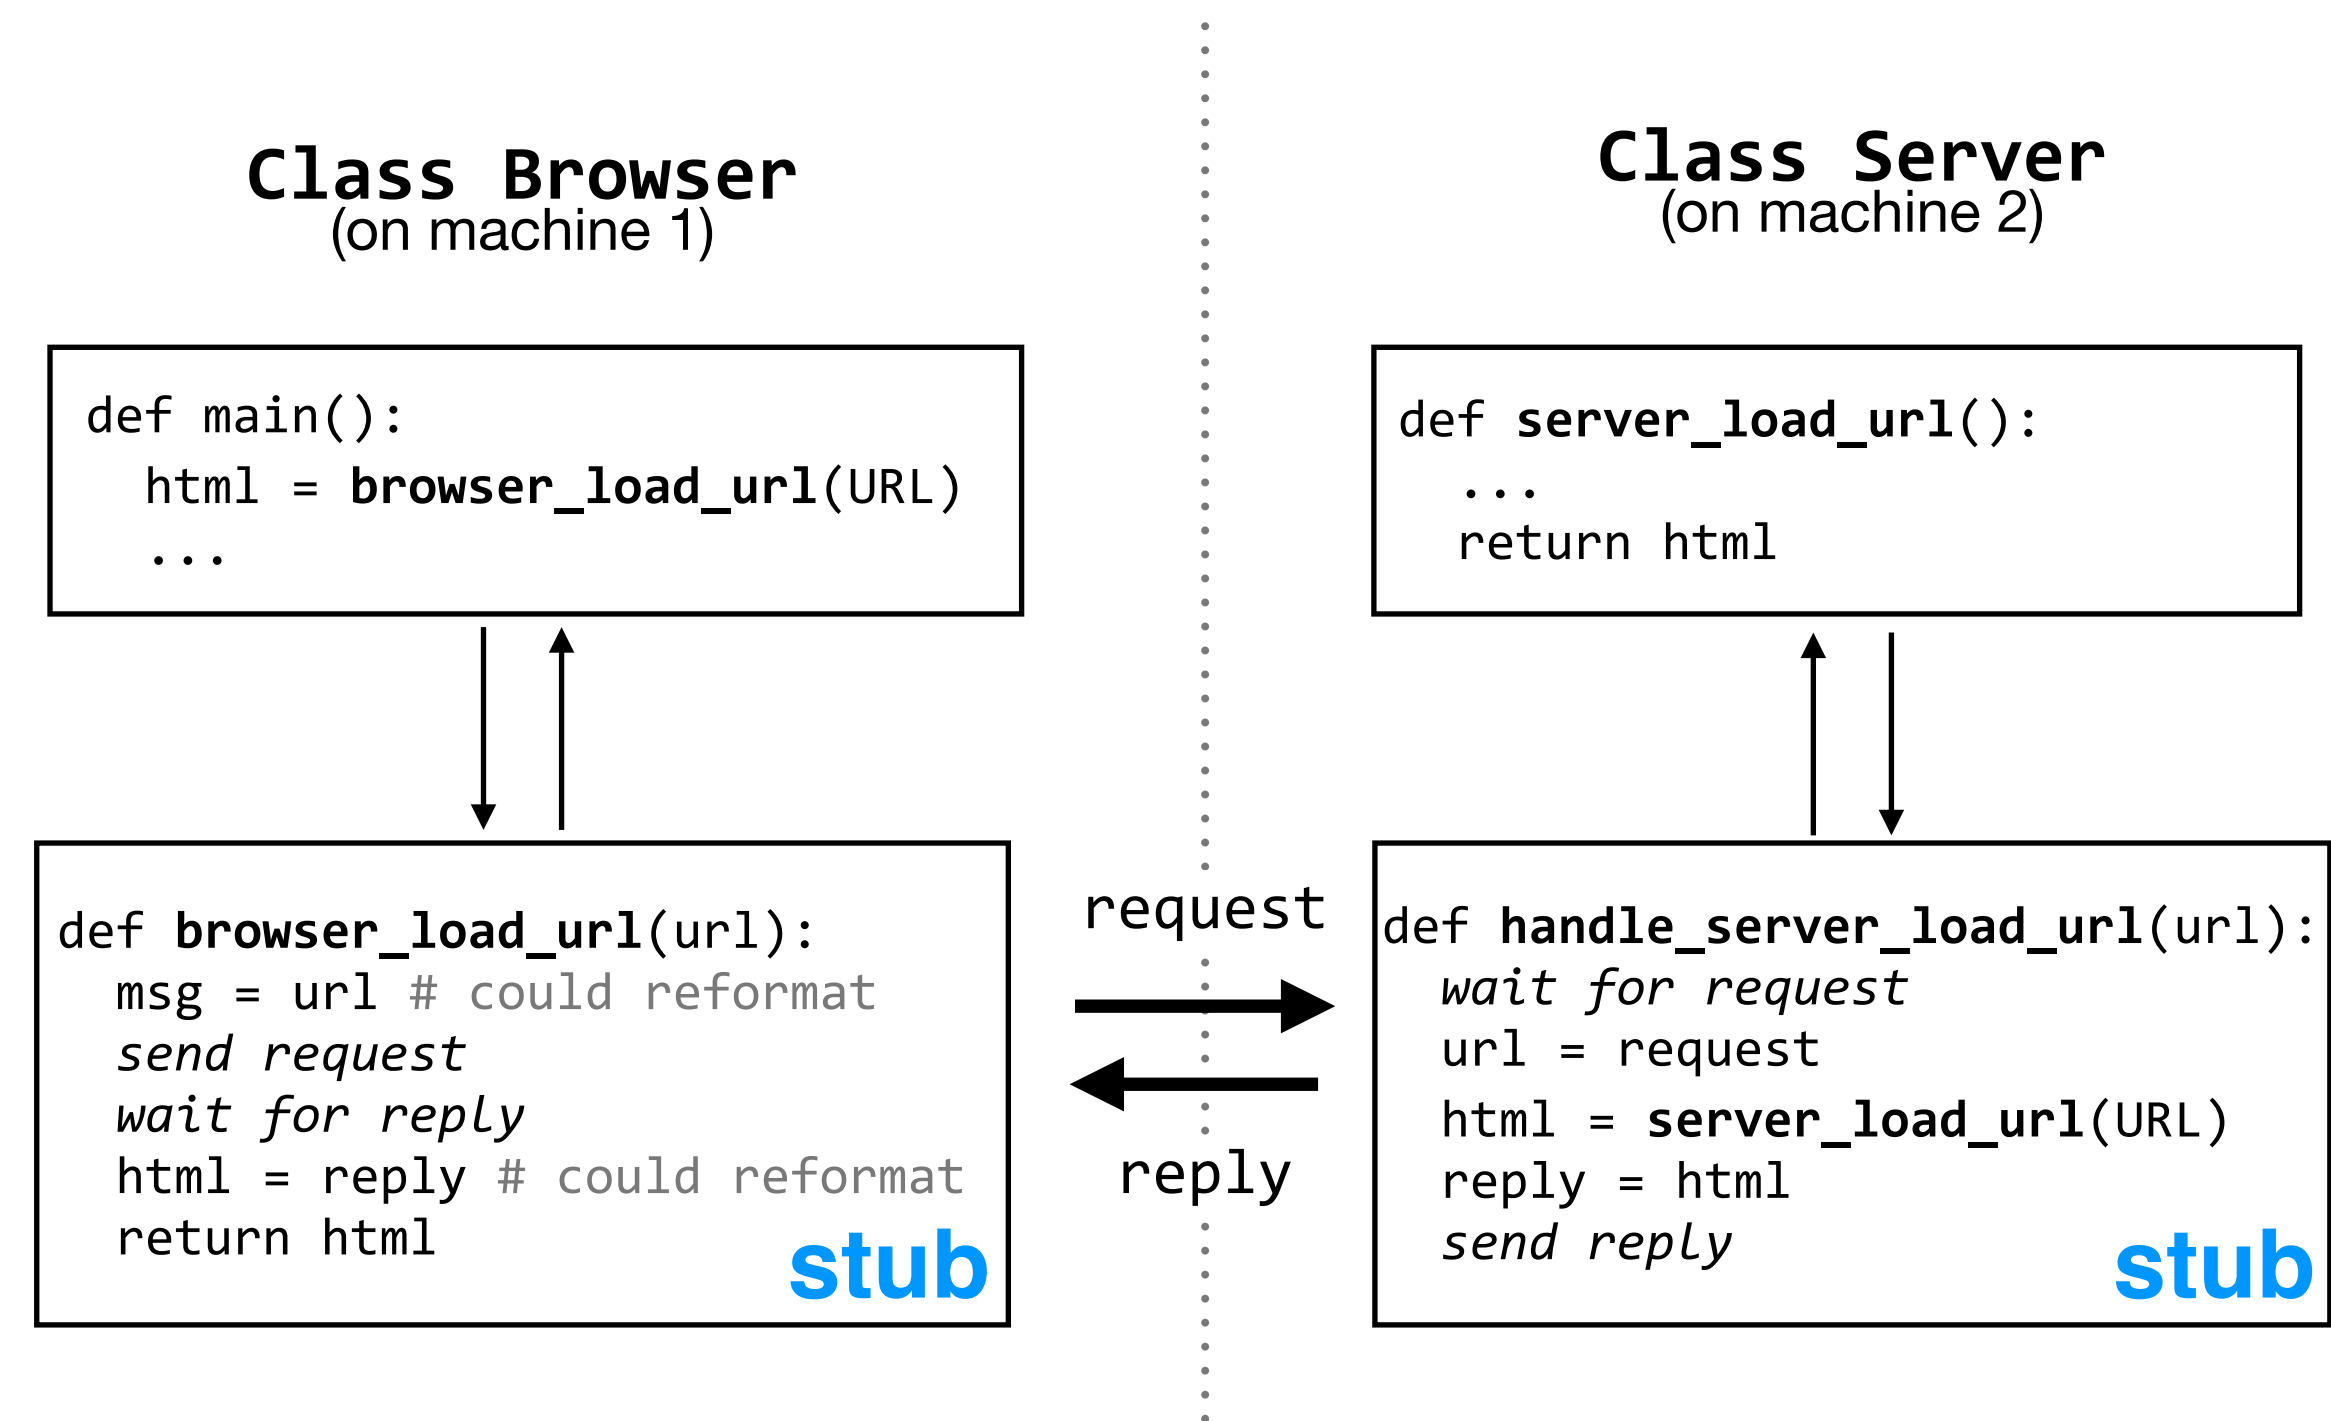 Class Browser
(on machine 1)
def main():
  html = browser_load_url(URL)
  ...
def browser_load_url(url):
  msg = url # could reformat
  send request
  wait for reply
  html = reply # could reformat
  return html
stub
request
reply
Class Server
(on machine 2)
def server_load_url():
  ...
  return html
def handle_server_load_url(url):
  wait for request
  url = request
  html = server_load_url(URL)
  reply = html
  send reply
stub